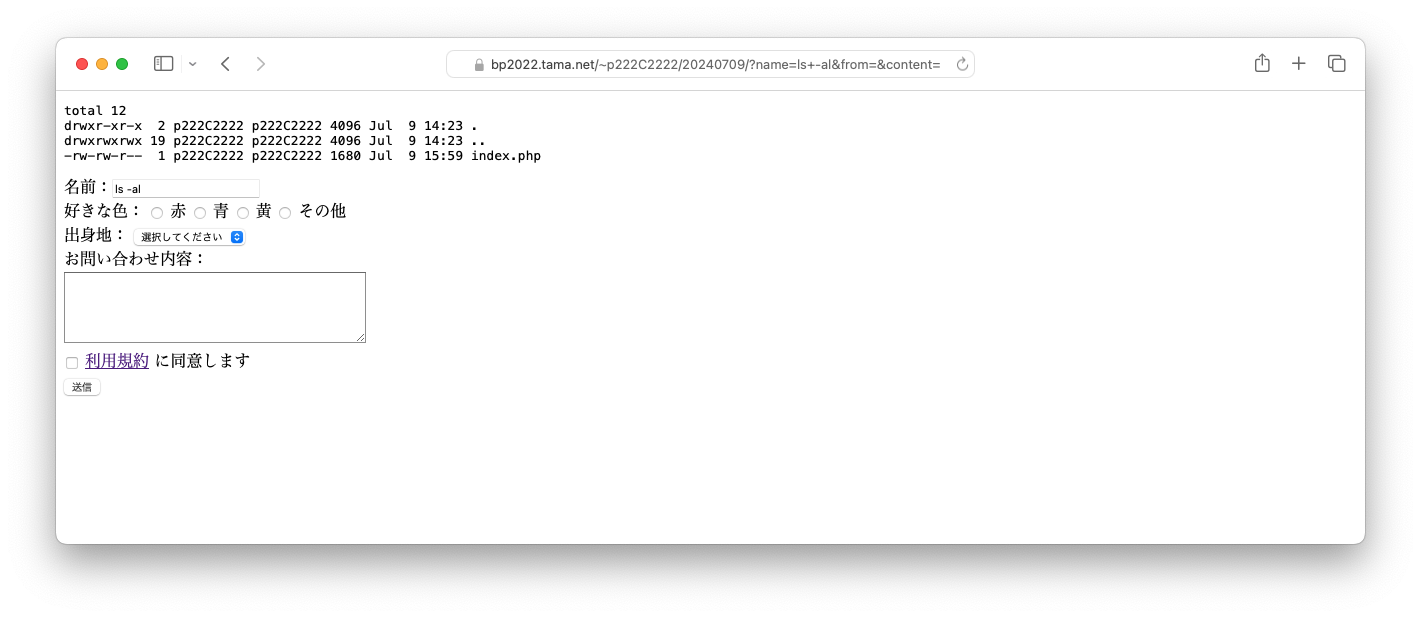 bp2022.tama.net/~p222C2222/20240709/?name=ls+-al&from=&content=
total 12
drwxr-xr-x  2 p222C2222 p222C2222 4096 Jul  9 14:23 .
drwxrwxrwx 19 p222C2222 p222C2222 4096 Jul  9 14:23 ..
-rw-rw-r--  1 p222C2222 p222C2222 1680 Jul  9 15:59 index.php
名前：ls -al
好きな色： 赤 青 黄 その他
出身地： 選択してください
お問い合わせ内容：
利用規約 に同意します
送信